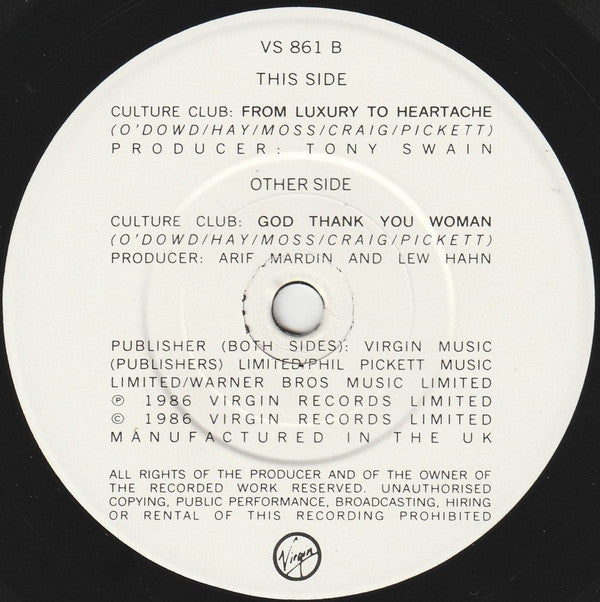 VS 861 B
THIS SIDE
CULTURE CLUB: FROM LUXURY TO HEARTACHE
(O'DOWD/HAY/MOSS/CRAIG/PICKETT)
PRODUCER: TONY SWAIN
OTHER SIDE
CULTURE CLUB: GOD THANK YOU WOMAN
(O'DOWD/HAY/MOSS/CRAIG/PICKETT)
PRODUCER: ARIF MARDIN AND LEW HAHN
PUBLISHER (BOTH SIDES): VIRGIN MUSIC
(PUBLISHERS) LIMITED/PHIL PICKETT MUSIC
LIMITED/WARNER BROS MUSIC LIMITED
℗ 1986 VIRGIN RECORDS LIMITED
© 1986 VIRGIN RECORDS LIMITED
MANUFACTURED IN THE UK
ALL RIGHTS OF THE PRODUCER AND OF THE OWNER OF
THE RECORDED WORK RESERVED. UNAUTHORISED
COPYING, PUBLIC PERFORMANCE, BROADCASTING, HIRING
OR RENTAL OF THIS RECORDING PROHIBITED
Virgin